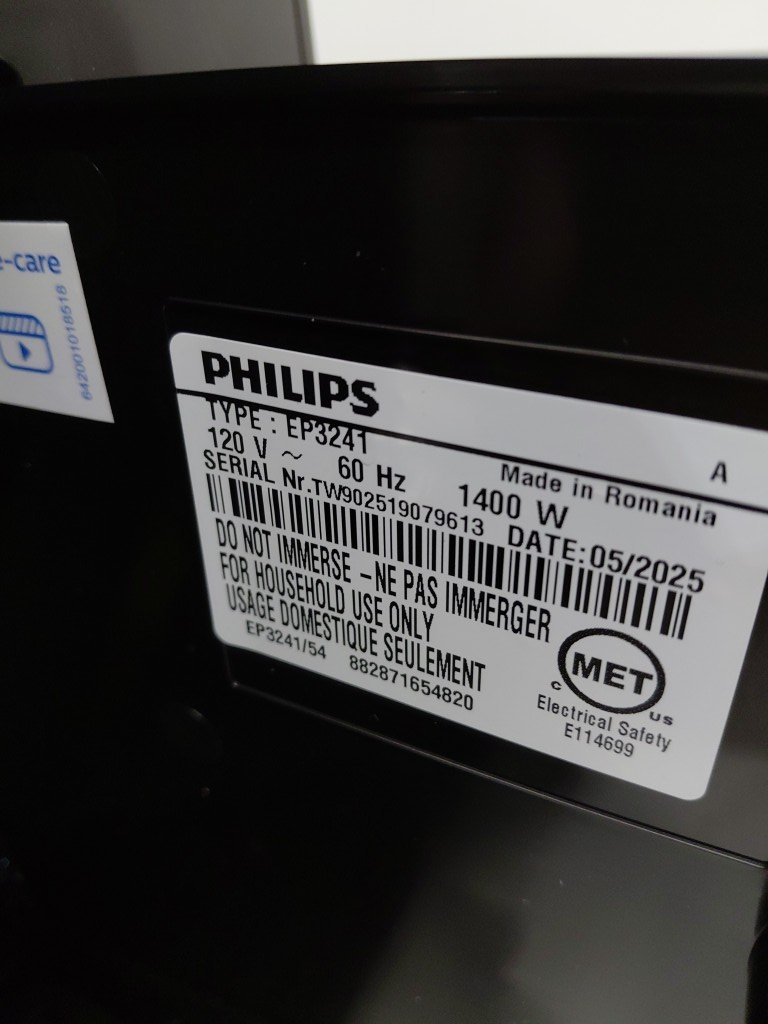 e-care
642001018518
PHILIPS
A
TYPE : EP3241
Made in Romania
120 V ~ 60 Hz 1400 W
SERIAL Nr.TW902519079613 DATE:05/2025
DO NOT IMMERSE – NE PAS IMMERGER
FOR HOUSEHOLD USE ONLY
USAGE DOMESTIQUE SEULEMENT
EP3241/54 882871654820
C MET US
Electrical Safety
E114699